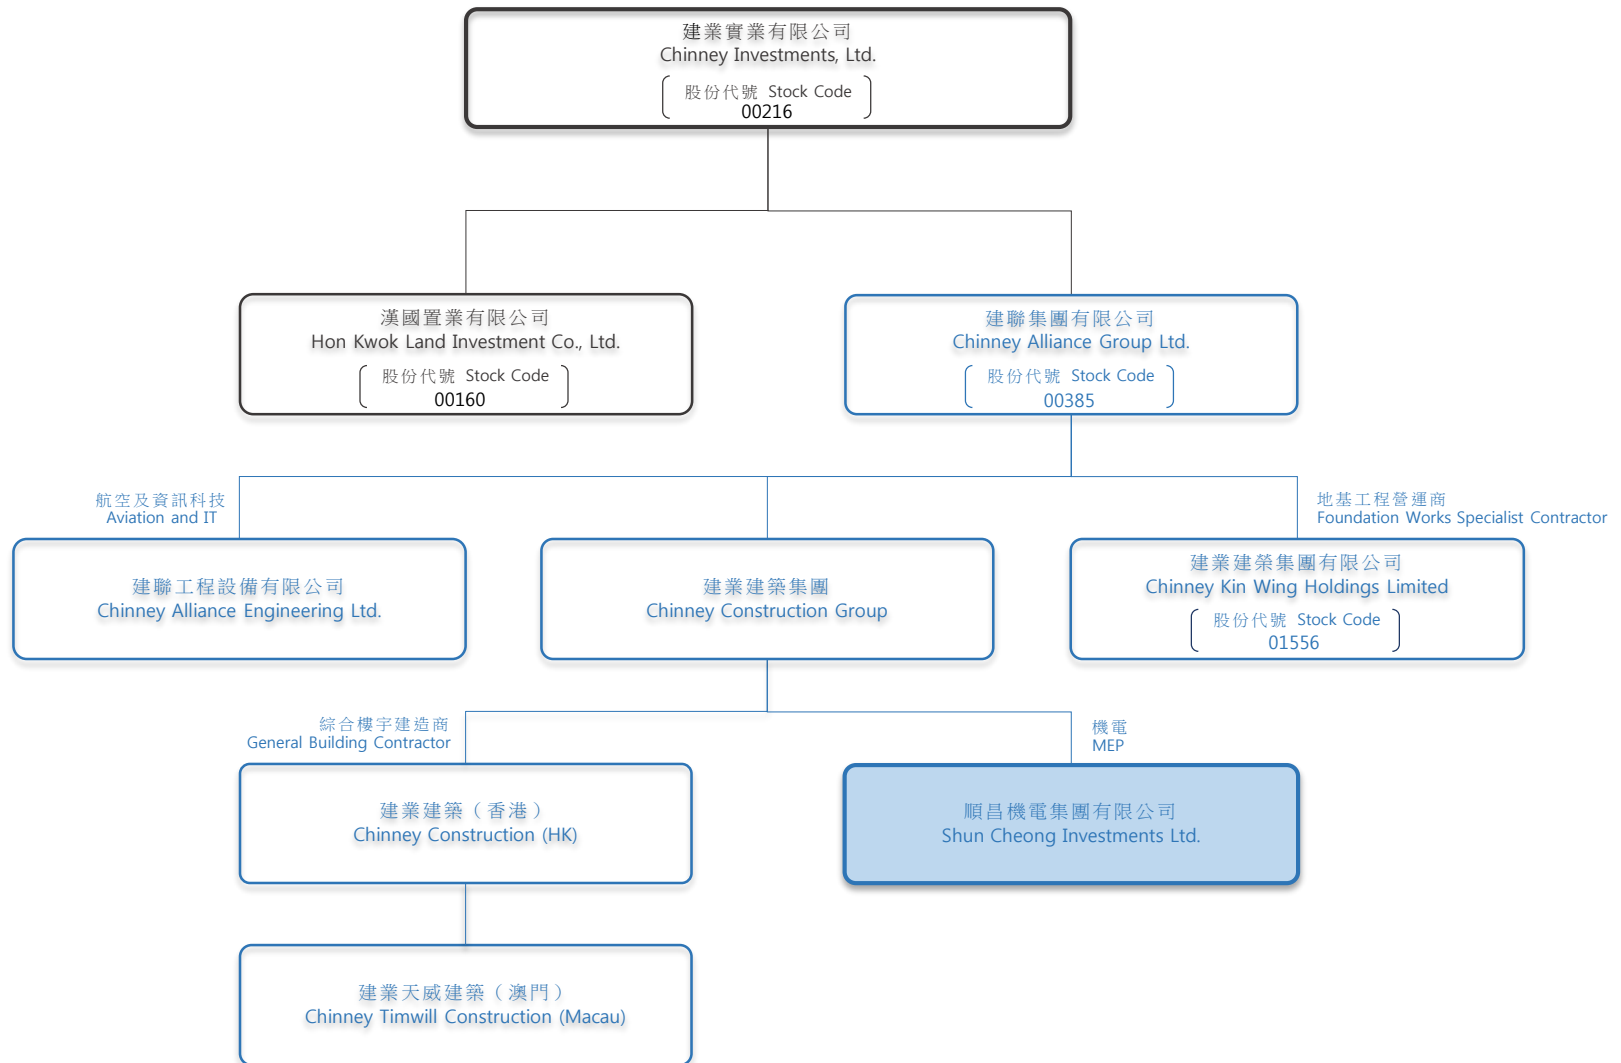 建業實業有限公司
Chinney Investments, Ltd.
股份代號 Stock Code
00216
漢國置業有限公司
Hon Kwok Land Investment Co., Ltd.
股份代號 Stock Code
00160
建聯集團有限公司
Chinney Alliance Group Ltd.
股份代號 Stock Code
00385
航空及資訊科技
Aviation and IT
地基工程營運商
Foundation Works Specialist Contractor
建聯工程設備有限公司
Chinney Alliance Engineering Ltd.
建業建築集團
Chinney Construction Group
建業建榮集團有限公司
Chinney Kin Wing Holdings Limited
股份代號 Stock Code
01556
綜合樓宇建造商
General Building Contractor
機電
MEP
建業建築（香港）
Chinney Construction (HK)
順昌機電集團有限公司
Shun Cheong Investments Ltd.
建業天威建築（澳門）
Chinney Timwill Construction (Macau)